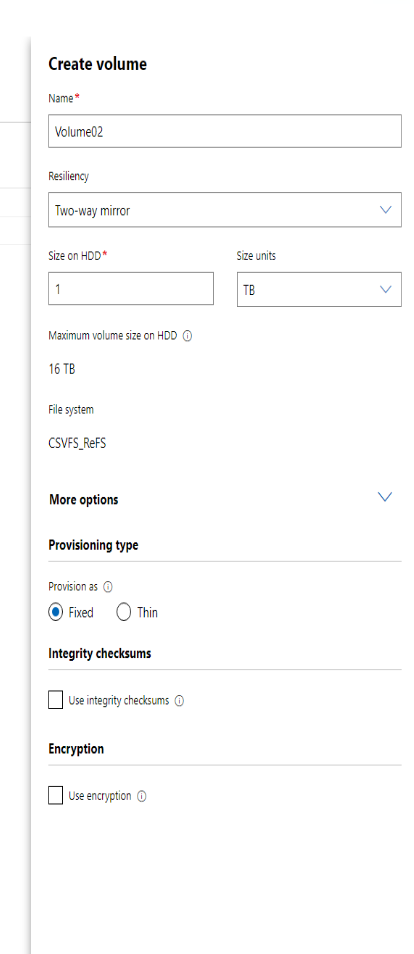 Create volume
Name*
Volume02
Resiliency
Two-way mirror
Size on HDD* Size units
1 TB
Maximum volume size on HDD
16 TB
File system
CSVFS_ReFS
More options
Provisioning type
Provision as
Fixed Thin
Integrity checksums
Use integrity checksums
Encryption
Use encryption